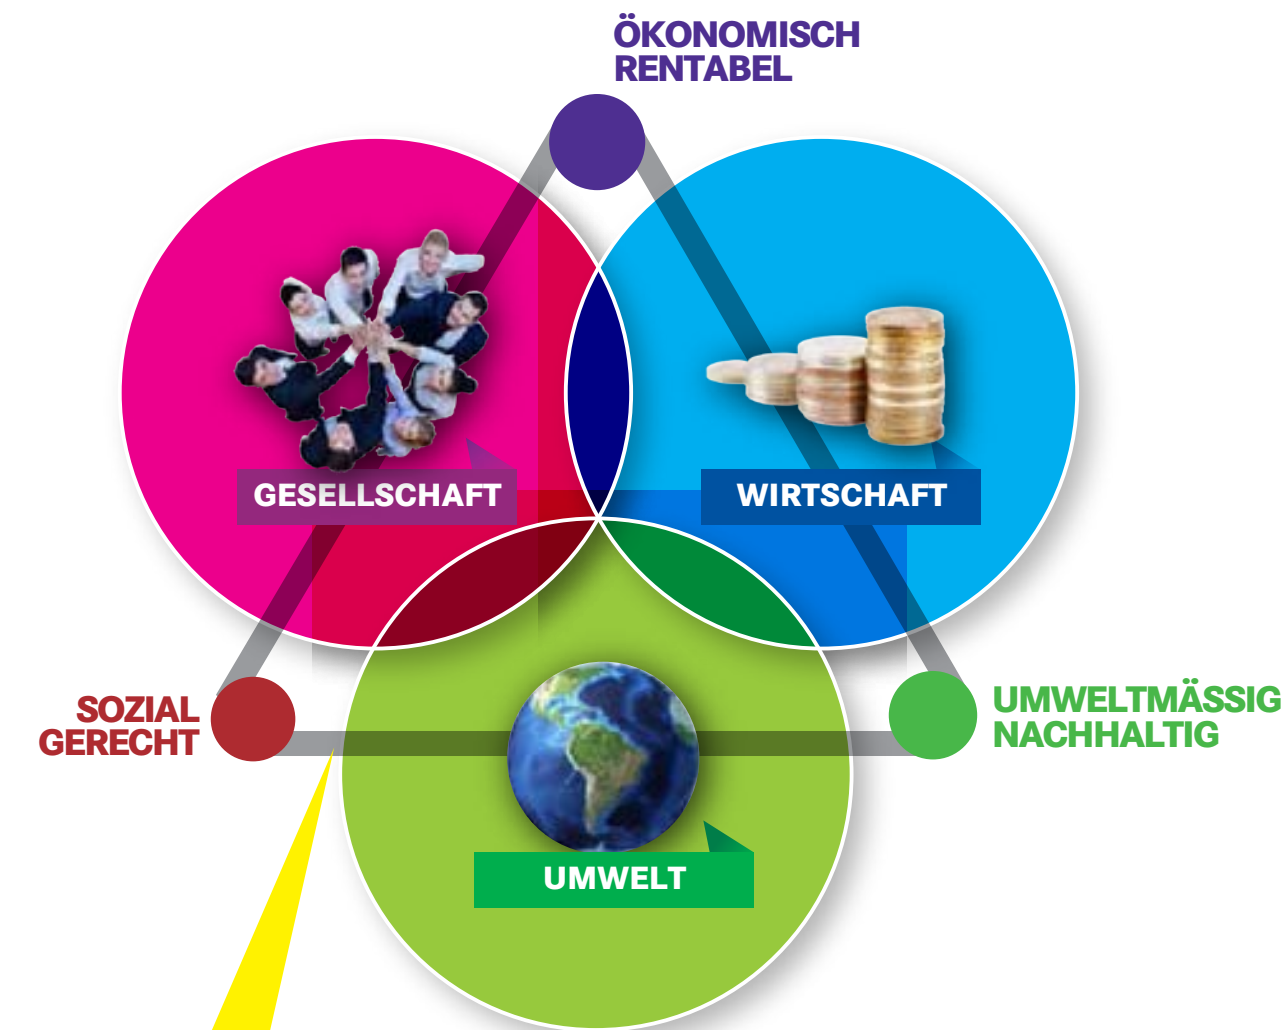 ÖKONOMISCH
RENTABEL
GESELLSCHAFT
WIRTSCHAFT
SOZIAL
GERECHT
UMWELTMÄSSIG
NACHHALTIG
UMWELT